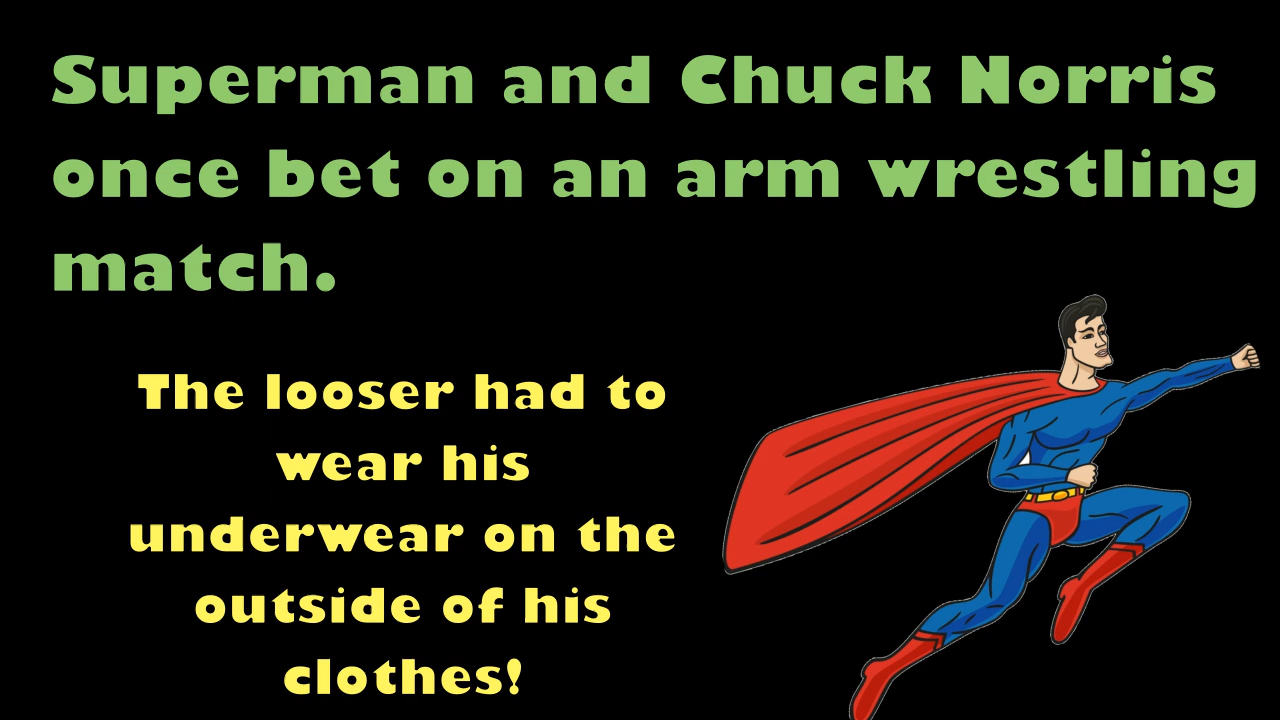 Superman and Chuck Norris
once bet on an arm wrestling
match.
The looser had to
wear his
underwear on the
outside of his
clothes!